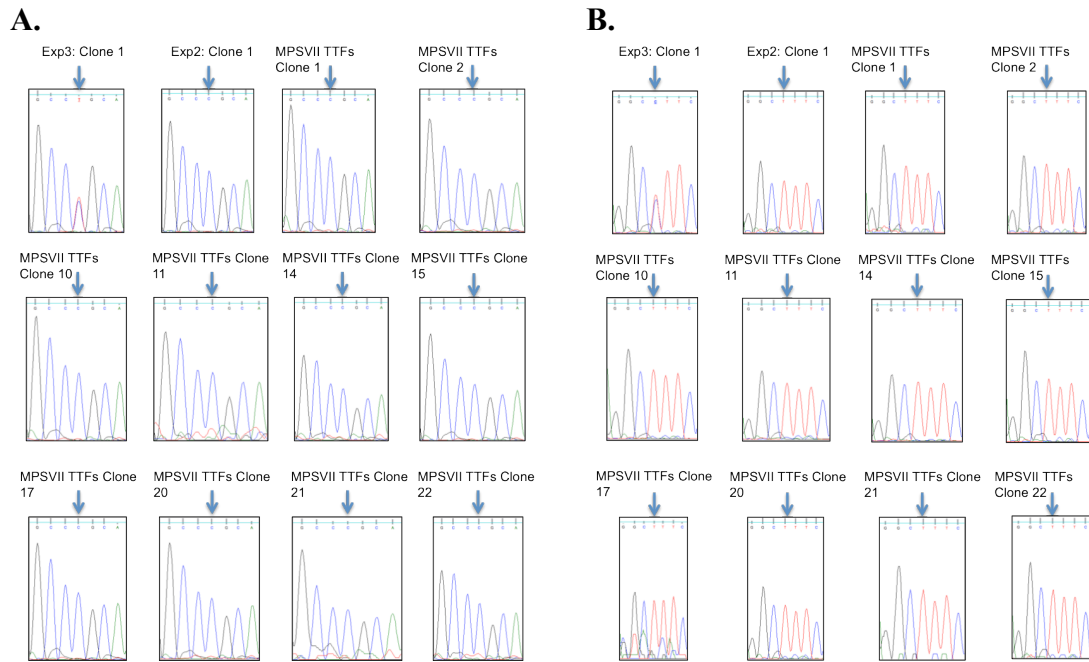 A.
B.
Exp3: Clone 1
Exp2: Clone 1
MPSVII TTFs
Clone 1
MPSVII TTFs
Clone 2
G C C T G C A
G C C C G C A
G C C C G C A
G C C C G C A
MPSVII TTFs
Clone 10
MPSVII TTFs Clone
11
MPSVII TTFs Clone
14
MPSVII TTFs Clone
15
G C C C G C A
G C C C G C A
G C C C G C A
G C C C G C A
MPSVII TTFs Clone
17
MPSVII TTFs Clone
20
MPSVII TTFs Clone
21
MPSVII TTFs Clone
22
G C C C G C A
G C C C G C A
G C C C G C A
G C C C G C A
Exp3: Clone 1
Exp2: Clone 1
MPSVII TTFs
Clone 1
MPSVII TTFs
Clone 2
G G C T T T C
G G C T T T C
G G C T T T C
MPSVII TTFs
Clone 10
MPSVII TTFs Clone
11
MPSVII TTFs Clone
14
MPSVII TTFs
Clone 15
G G C T T T C
G G C T T T C
G G C T T T C
G G C T T T C
MPSVII TTFs Clone
17
MPSVII TTFs Clone
20
MPSVII TTFs Clone
21
MPSVII TTFs
Clone 22
G G C T T T C
G G C T T T C
G G C T T T C
G G C T T T C